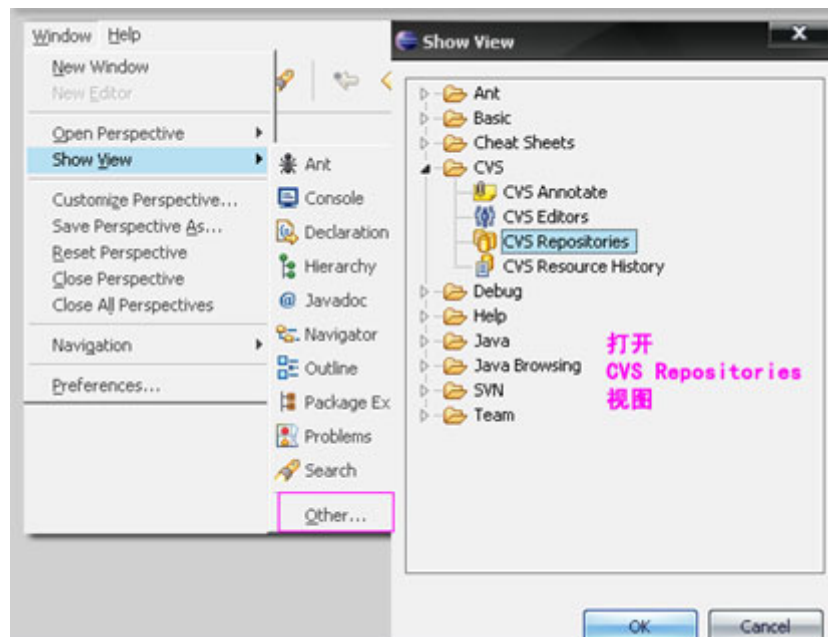 Window Help
New Window
New Editor
Open Perspective
Show View
Customize Perspective...
Save Perspective As...
Reset Perspective
Close Perspective
Close All Perspectives
Navigation
Preferences...
Ant
Console
Declaration
Hierarchy
Javadoc
Navigator
Outline
Package Ex
Problems
Search
Other...
Show View
Ant
Basic
Cheat Sheets
CVS
CVS Annotate
CVS Editors
CVS Repositories
CVS Resource History
Debug
Help
Java
Java Browsing
SVN
Team
打开
CVS Repositories
视图
OK Cancel